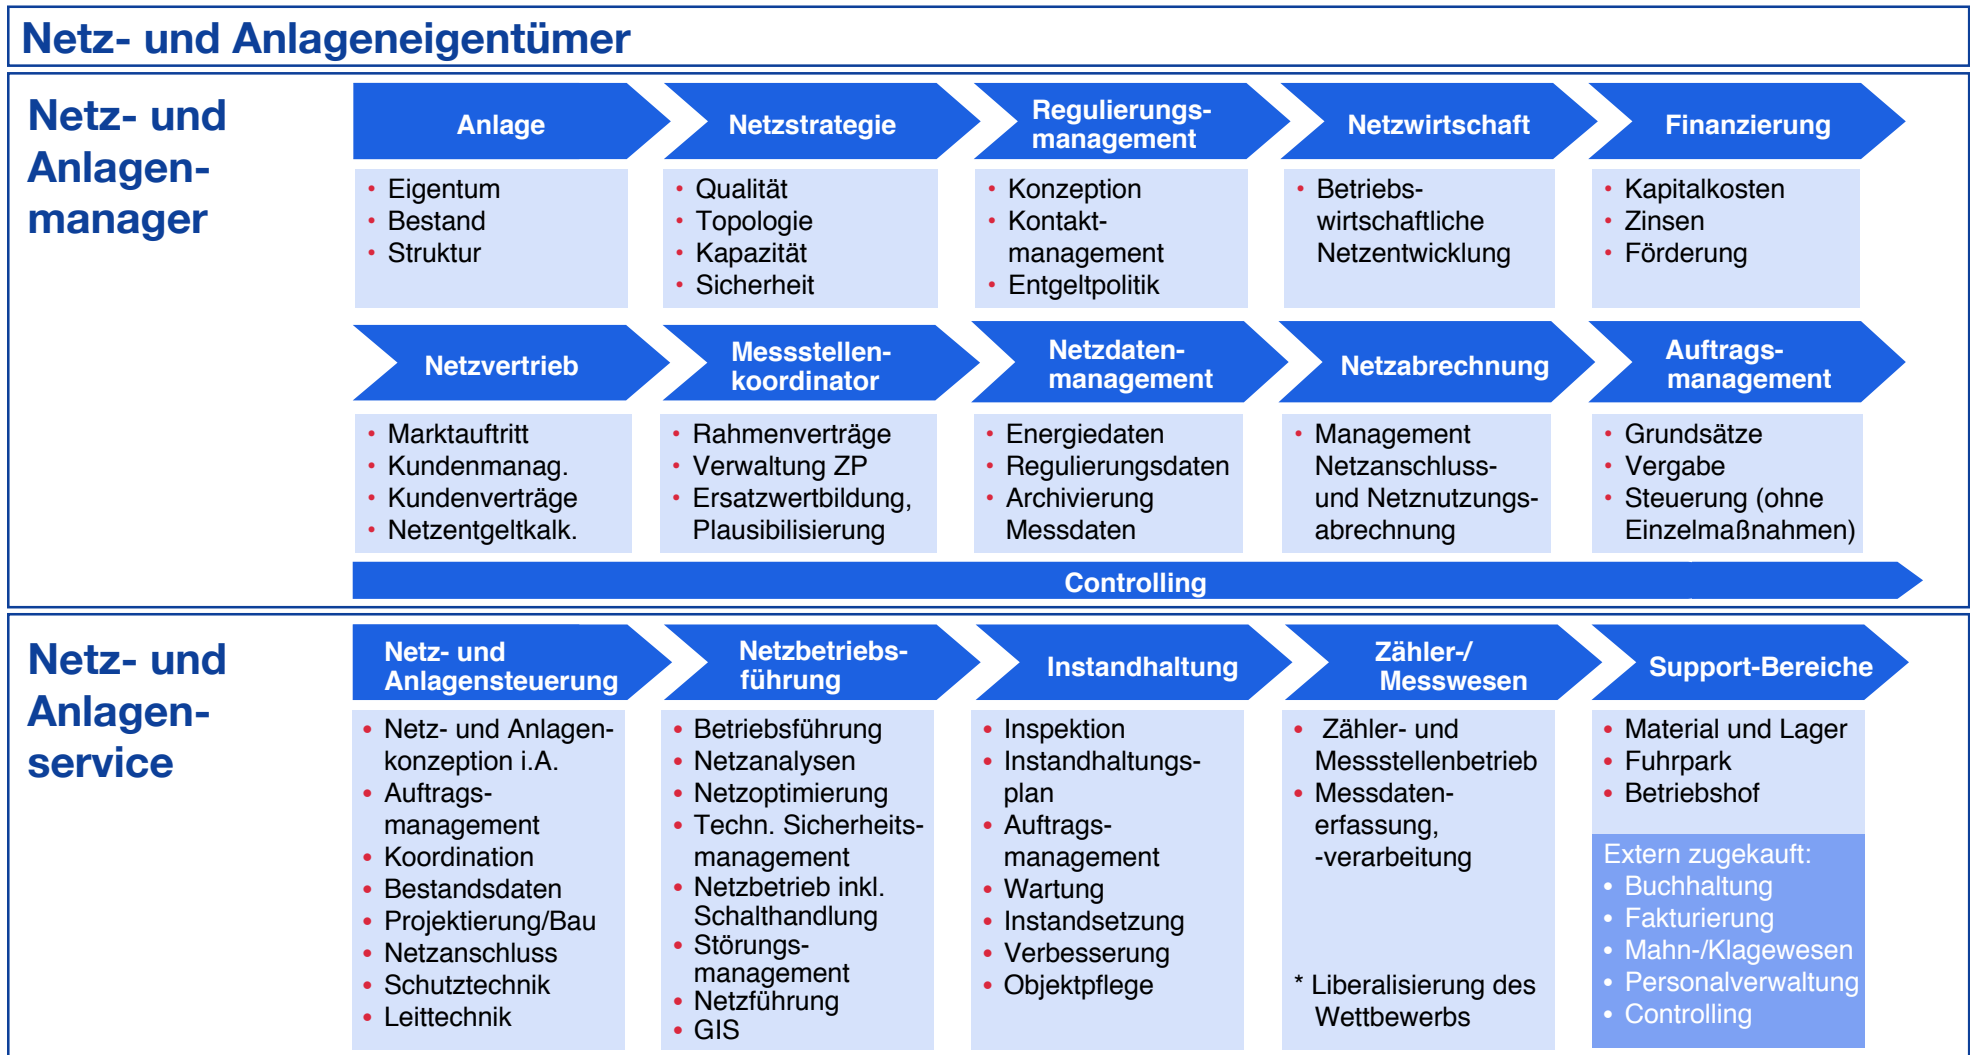 Netz- und Anlageneigentümer
Netz- und
Anlagen-
manager
Anlage
• Eigentum
• Bestand
• Struktur
Netzstrategie
• Qualität
• Topologie
• Kapazität
• Sicherheit
Regulierungs-
management
• Konzeption
• Kontakt-
management
• Entgeltpolitik
Netzwirtschaft
• Betriebs-
wirtschaftliche
Netzentwicklung
Finanzierung
• Kapitalkosten
• Zinsen
• Förderung
Netzvertrieb
• Marktauftritt
• Kundenmanag.
• Kundenverträge
• Netzentgeltkalk.
Messstellen-
koordinator
• Rahmenverträge
• Verwaltung ZP
• Ersatzwertbildung,
Plausibilisierung
Netzdaten-
management
• Energiedaten
• Regulierungsdaten
• Archivierung
Messdaten
Netzabrechnung
• Management
Netzanschluss-
und Netznutzungs-
abrechnung
Auftrags-
management
• Grundsätze
• Vergabe
• Steuerung (ohne
Einzelmaßnahmen)
Controlling
Netz- und
Anlagen-
service
Netz- und
Anlagensteuerung
• Netz- und Anlagen-
konzeption i.A.
• Auftrags-
management
• Koordination
• Bestandsdaten
• Projektierung/Bau
• Netzanschluss
• Schutztechnik
• Leittechnik
Netzbetriebs-
führung
• Betriebsführung
• Netzanalysen
• Netzoptimierung
• Techn. Sicherheits-
management
• Netzbetrieb inkl.
Schalthandlung
• Störungs-
management
• Netzführung
• GIS
Instandhaltung
• Inspektion
• Instandhaltungs-
plan
• Auftrags-
management
• Wartung
• Instandsetzung
• Verbesserung
• Objektpflege
Zähler-/
Messwesen
• Zähler- und
Messstellenbetrieb
• Messdaten-
erfassung,
-verarbeitung
* Liberalisierung des
Wettbewerbs
Support-Bereiche
• Material und Lager
• Fuhrpark
• Betriebshof
Extern zugekauft:
• Buchhaltung
• Fakturierung
• Mahn-/Klagewesen
• Personalverwaltung
• Controlling